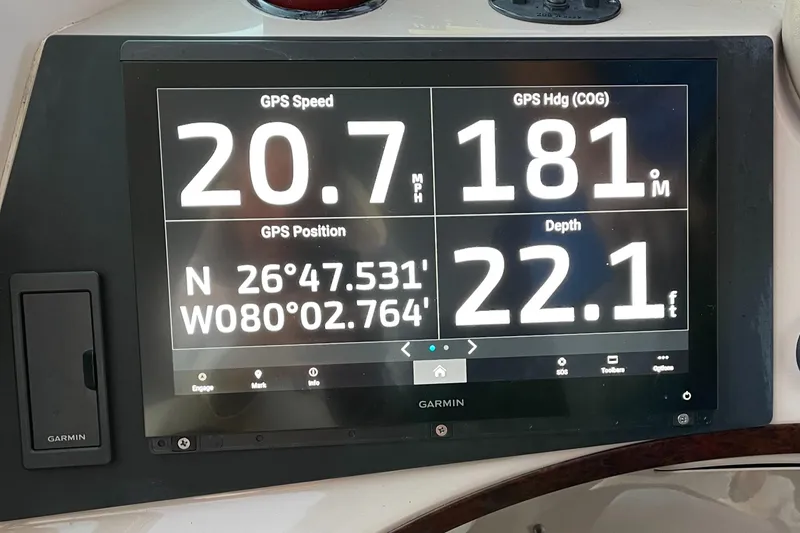 GPS Speed
20.7 MPH
GPS Hdg (COG)
181°M
GPS Position
N 26°47.531'
W080°02.764'
Depth
22.1 ft
Engage
Mark
Info
SOS
Toolbars
Options
GARMIN
GARMIN